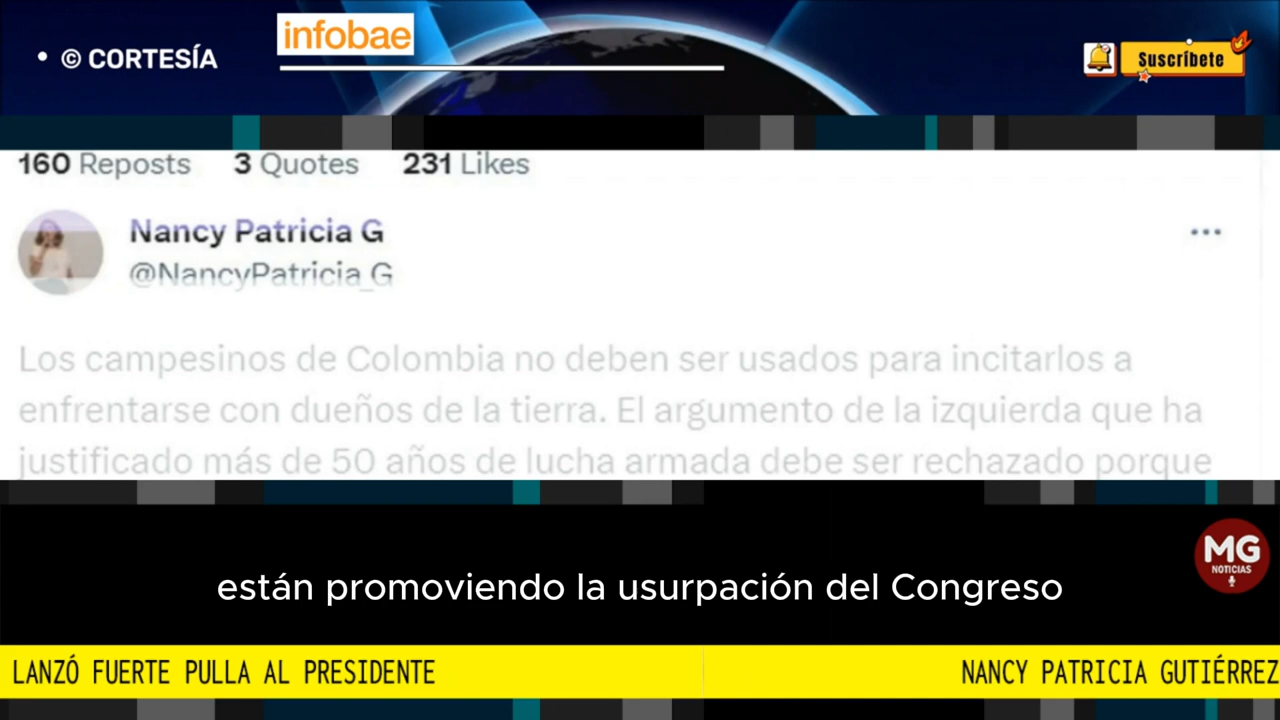 • © CORTESÍA
infobae
Suscríbete
160 Reposts 3 Quotes 231 Likes
Nancy Patricia G
@NancyPatricia_G
Los campesinos de Colombia no deben ser usados para incitarlos a
enfrentarse con dueños de la tierra. El argumento de la izquierda que ha
justificado más de 50 años de lucha armada debe ser rechazado porque
MG
NOTICIAS
están promoviendo la usurpación del Congreso
LANZÓ FUERTE PULLA AL PRESIDENTE NANCY PATRICIA GUTIÉRREZ